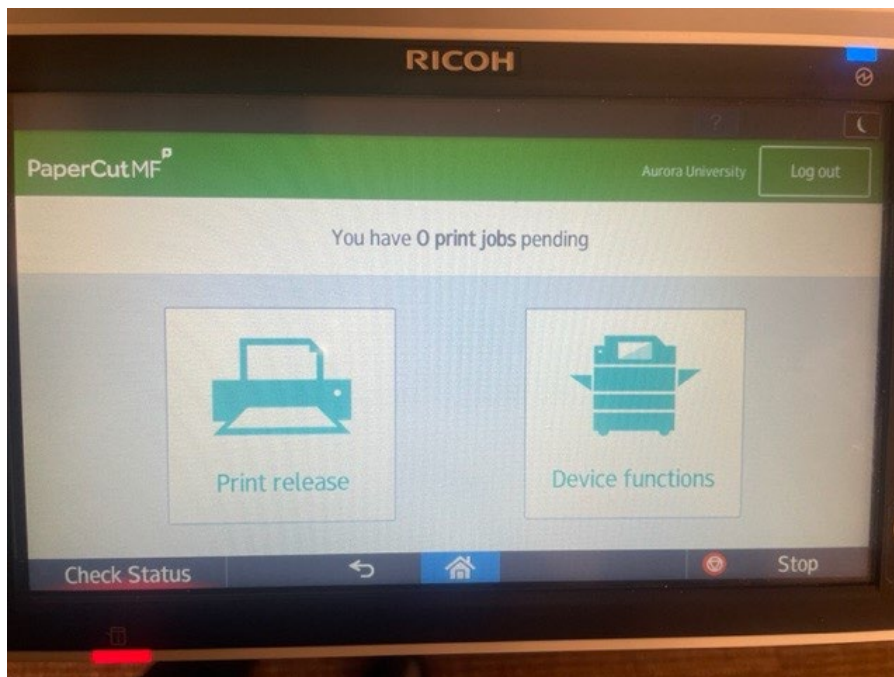 RICOH
?
PaperCutMF P
Aurora University
Log out
You have 0 print jobs pending
Print release
Device functions
Check Status
Stop